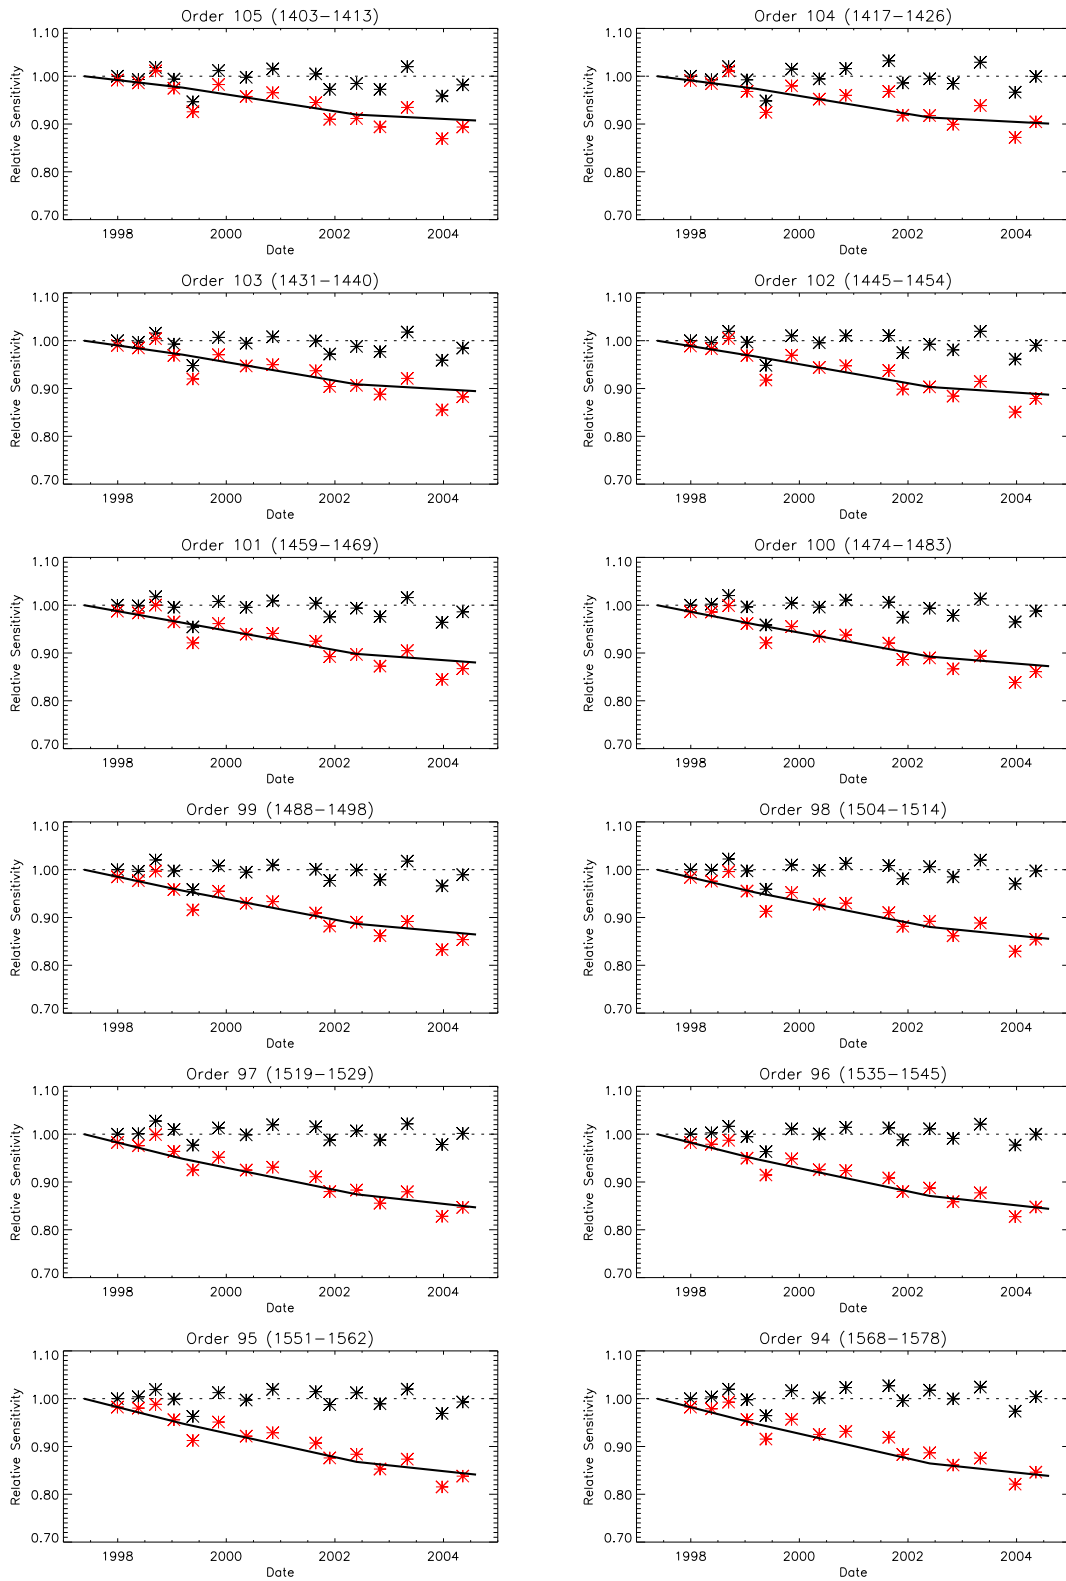 Order 105 (1403−1413)
1.10
1.00
0.90
0.80
0.70
Relative Sensitivity
1998 2000 2002 2004
Date
Order 104 (1417−1426)
1.10
1.00
0.90
0.80
0.70
Relative Sensitivity
1998 2000 2002 2004
Date
Order 103 (1431−1440)
1.10
1.00
0.90
0.80
0.70
Relative Sensitivity
1998 2000 2002 2004
Date
Order 102 (1445−1454)
1.10
1.00
0.90
0.80
0.70
Relative Sensitivity
1998 2000 2002 2004
Date
Order 101 (1459−1469)
1.10
1.00
0.90
0.80
0.70
Relative Sensitivity
1998 2000 2002 2004
Date
Order 100 (1474−1483)
1.10
1.00
0.90
0.80
0.70
Relative Sensitivity
1998 2000 2002 2004
Date
Order 99 (1488−1498)
1.10
1.00
0.90
0.80
0.70
Relative Sensitivity
1998 2000 2002 2004
Date
Order 98 (1504−1514)
1.10
1.00
0.90
0.80
0.70
Relative Sensitivity
1998 2000 2002 2004
Date
Order 97 (1519−1529)
1.10
1.00
0.90
0.80
0.70
Relative Sensitivity
1998 2000 2002 2004
Date
Order 96 (1535−1545)
1.10
1.00
0.90
0.80
0.70
Relative Sensitivity
1998 2000 2002 2004
Date
Order 95 (1551−1562)
1.10
1.00
0.90
0.80
0.70
Relative Sensitivity
1998 2000 2002 2004
Date
Order 94 (1568−1578)
1.10
1.00
0.90
0.80
0.70
Relative Sensitivity
1998 2000 2002 2004
Date